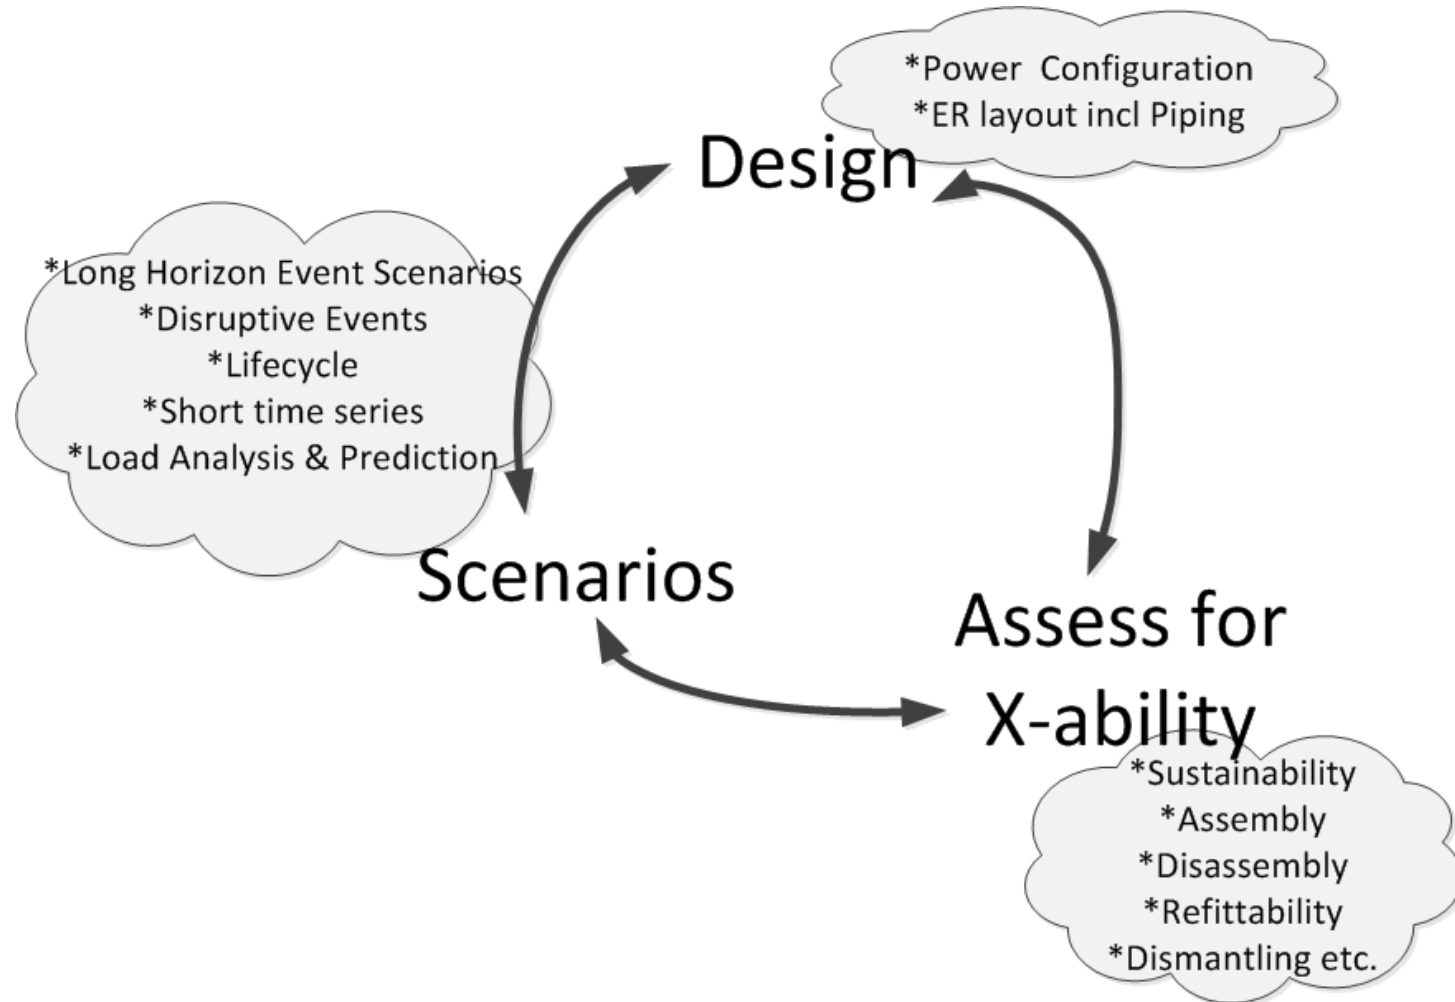 *Power  Configuration
*ER layout incl Piping
Design
*Long Horizon Event Scenarios
*Disruptive Events
*Lifecycle
*Short time series
*Load Analysis & Prediction
Scenarios
Assess for
X-ability
*Sustainability
*Assembly
*Disassembly
*Refittability
*Dismantling etc.